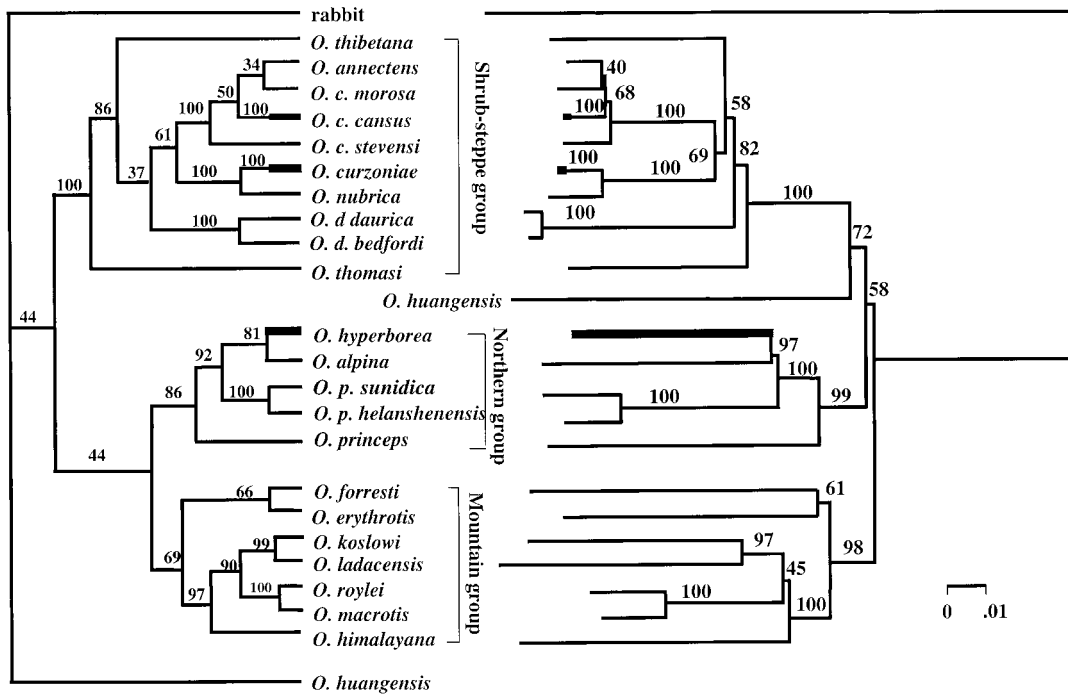 rabbit
O. thibetana
O. annectens
O. c. morosa
O. c. cansus
O. c. stevensi
O. curzoniae
O. nubrica
O. d daurica
O. d. bedfordi
O. thomasi
O. huangensis
O. hyperborea
O. alpina
O. p. sunidica
O. p. helanshenensis
O. princeps
O. forresti
O. erythrotis
O. koslowi
O. ladacensis
O. roylei
O. macrotis
O. himalayana
O. huangensis
Shrub-steppe group
Northern group
Mountain group
34
50
100
100
86
61
100
37
100
100
100
44
81
92
100
86
44
66
99
90
69
100
97
40
68
100
100
58
100
69
100
82
100
100
72
58
97
100
100
99
61
97
98
45
100
100
0 .01